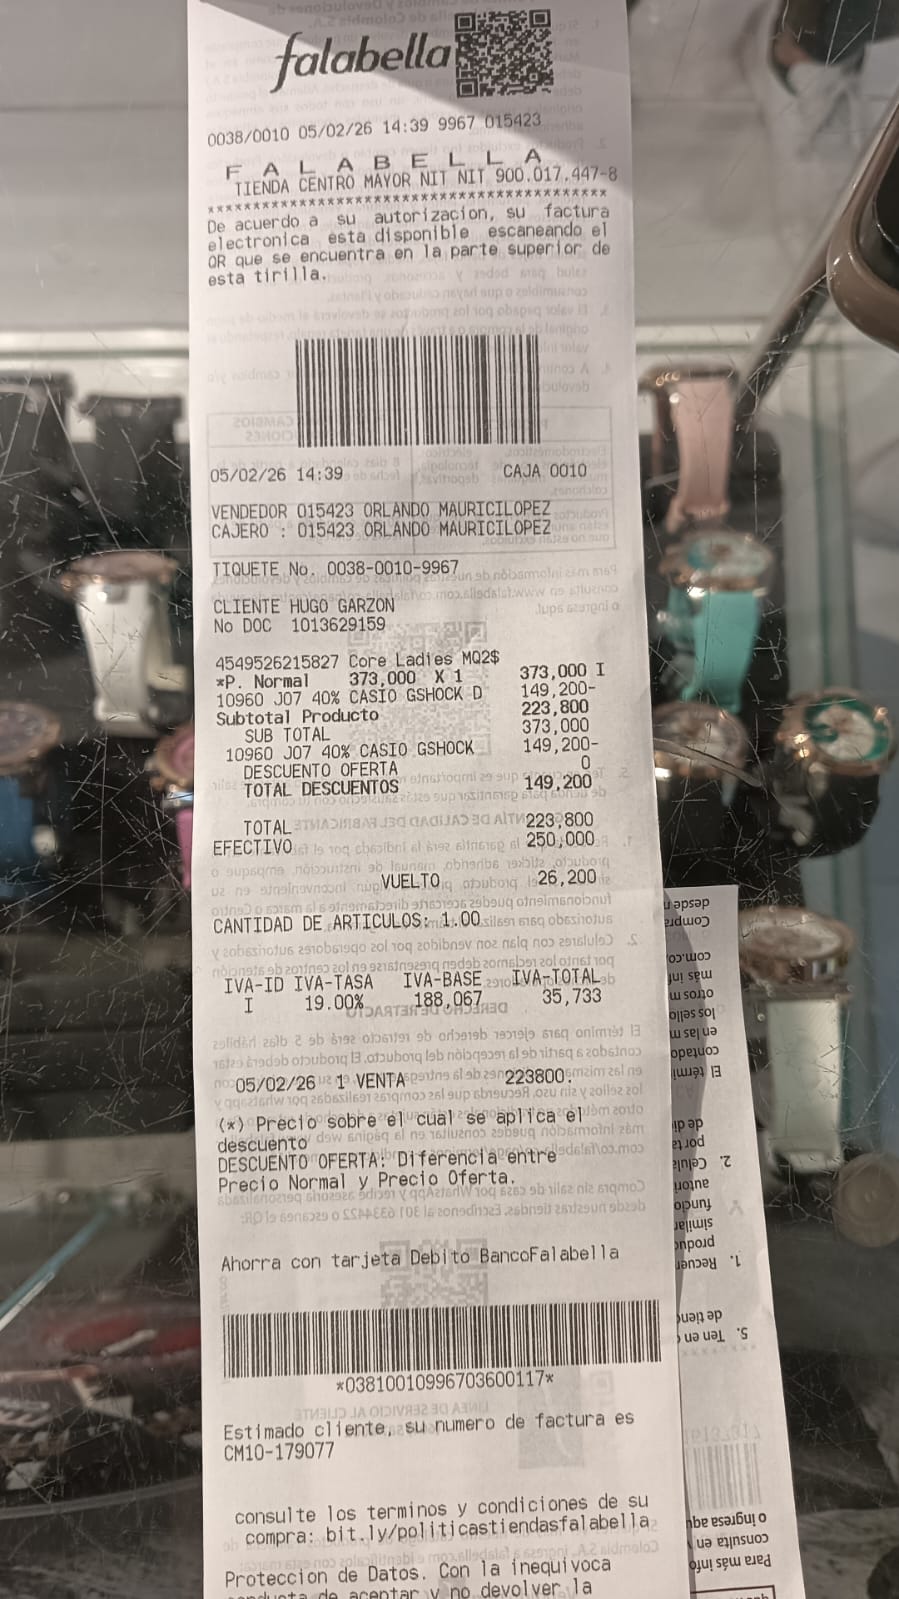 falabella
0038/0010 05/02/26 14:39 9967 015423
F A L A B E L L A
TIENDA CENTRO MAYOR NIT NIT 900.017.447-8
*******************************************
De acuerdo a su autorizacion, su factura
electronica esta disponible escaneando el
QR que se encuentra en la parte superior de
esta tirilla.
05/02/26 14:39 CAJA 0010
VENDEDOR 015423 ORLANDO MAURICILOPEZ
CAJERO : 015423 ORLANDO MAURICILOPEZ
TIQUETE No. 0038-0010-9967
CLIENTE HUGO GARZON
No DOC 1013629159
4549526215827 Core Ladies MQ2$
*P. Normal 373,000 X 1 373,000 I
10960 J07 40% CASIO GSHOCK D 149,200-
Subtotal Producto 223,800
SUB TOTAL 373,000
10960 J07 40% CASIO GSHOCK 149,200-
DESCUENTO OFERTA 0
TOTAL DESCUENTOS 149,200
TOTAL 223,800
EFECTIVO 250,000
VUELTO 26,200
CANTIDAD DE ARTICULOS: 1.00
IVA-ID IVA-TASA IVA-BASE IVA-TOTAL
I 19.00% 188,067 35,733
05/02/26 1 VENTA 223800.
(*) Precio sobre el cual se aplica el
descuento
DESCUENTO OFERTA: Diferencia entre
Precio Normal y Precio Oferta.
Ahorra con tarjeta Debito BancoFalabella
*03810010996703600117*
Estimado cliente, su numero de factura es
CM10-179077
consulte los terminos y condiciones de su
compra: bit.ly/politicastiendasfalabella
Proteccion de Datos. Con la inequivoca
conducta de aceptar y no devolver la